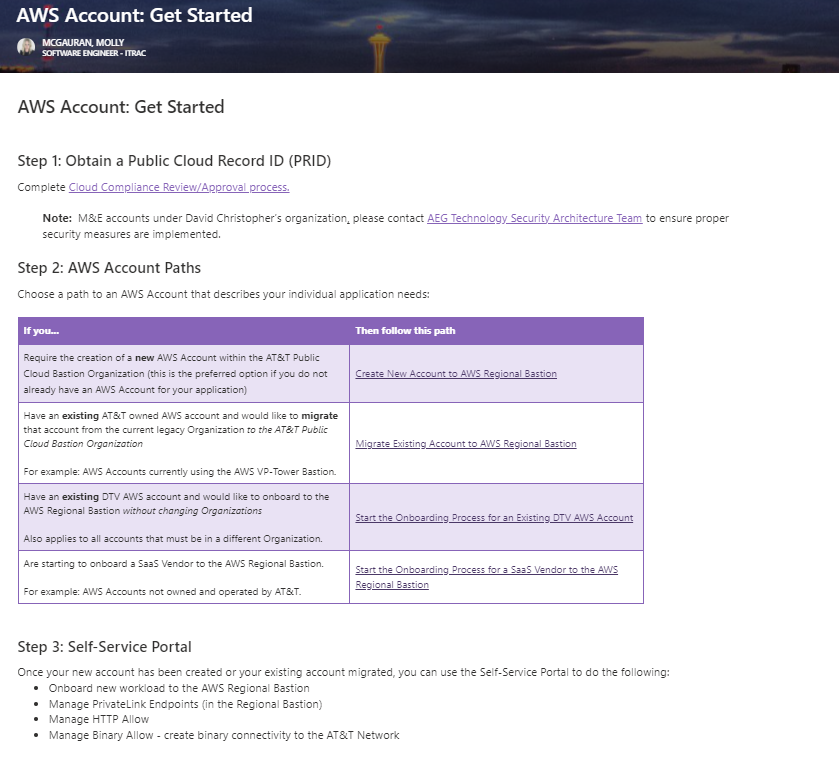 AWS Account: Get Started
MCGAURAN, MOLLY
SOFTWARE ENGINEER - ITRAC
AWS Account: Get Started
Step 1: Obtain a Public Cloud Record ID (PRID)
Complete Cloud Compliance Review/Approval process.
Note: M&E accounts under David Christopher's organization, please contact AEG Technology Security Architecture Team to ensure proper
security measures are implemented.
Step 2: AWS Account Paths
Choose a path to an AWS Account that describes your individual application needs:
If you... Then follow this path
Require the creation of a new AWS Account within the AT&T Public
Cloud Bastion Organization (this is the preferred option if you do not
already have an AWS Account for your application)
Create New Account to AWS Regional Bastion
Have an existing AT&T owned AWS account and would like to migrate
that account from the current legacy Organization to the AT&T Public
Cloud Bastion Organization
For example: AWS Accounts currently using the AWS VP-Tower Bastion.
Migrate Existing Account to AWS Regional Bastion
Have an existing DTV AWS account and would like to onboard to the
AWS Regional Bastion without changing Organizations
Also applies to all accounts that must be in a different Organization.
Start the Onboarding Process for an Existing DTV AWS Account
Are starting to onboard a SaaS Vendor to the AWS Regional Bastion.
For example: AWS Accounts not owned and operated by AT&T.
Start the Onboarding Process for a SaaS Vendor to the AWS
Regional Bastion
Step 3: Self-Service Portal
Once your new account has been created or your existing account migrated, you can use the Self-Service Portal to do the following:
• Onboard new workload to the AWS Regional Bastion
• Manage PrivateLink Endpoints (in the Regional Bastion)
• Manage HTTP Allow
• Manage Binary Allow - create binary connectivity to the AT&T Network